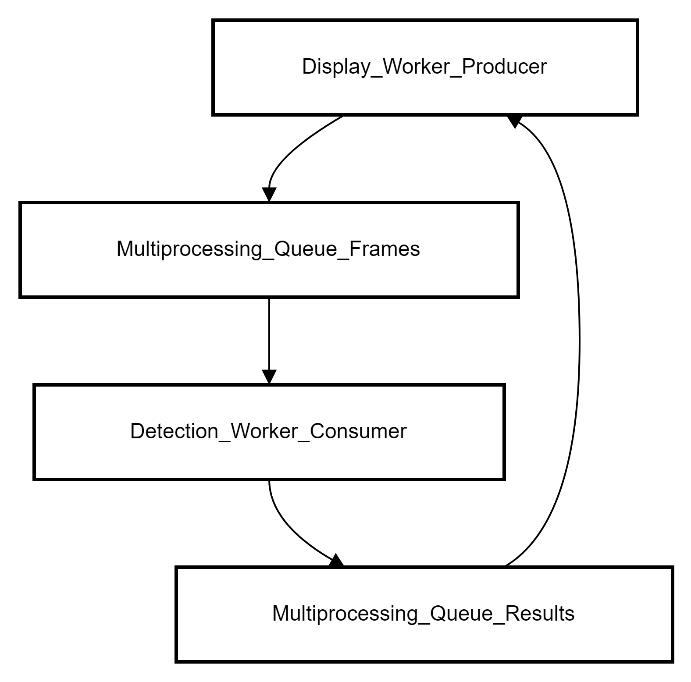 Display_Worker_Producer
Multiprocessing_Queue_Frames
Detection_Worker_Consumer
Multiprocessing_Queue_Results